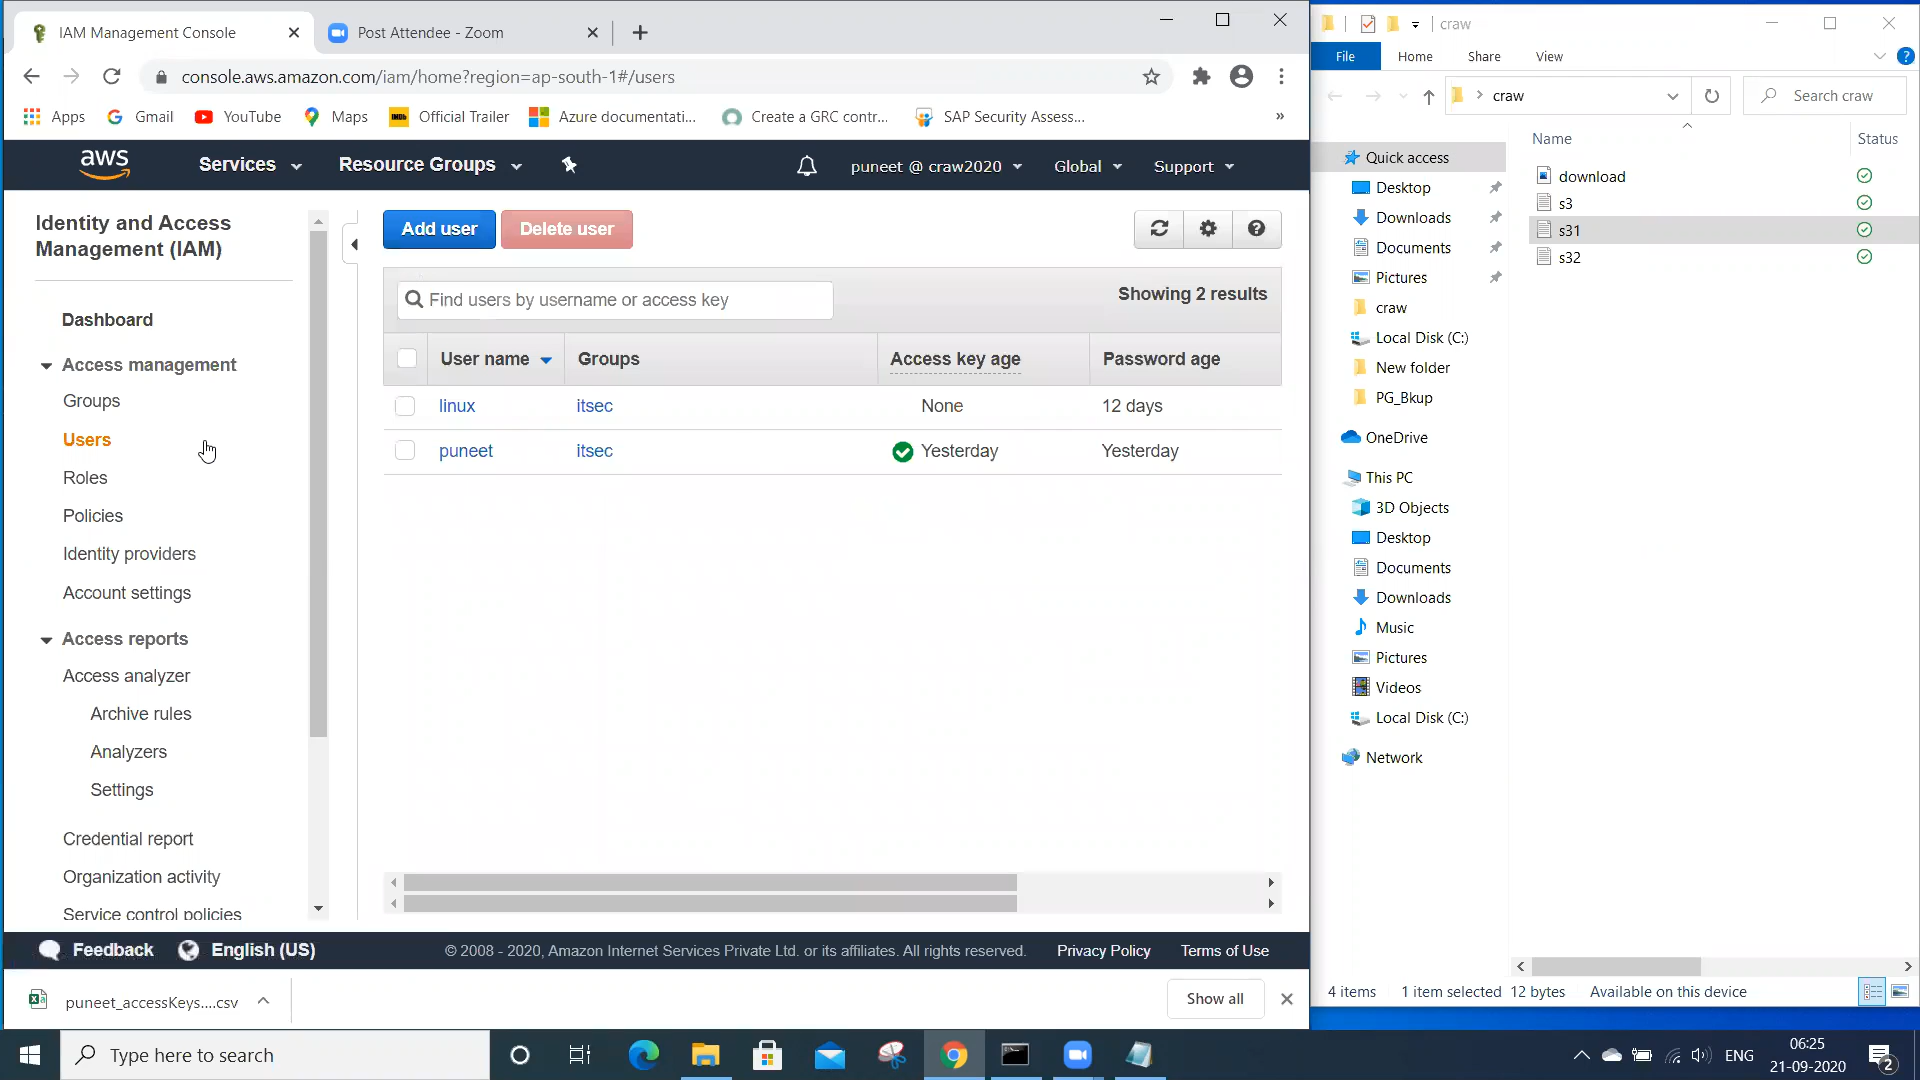 IAM Management Console
Post Attendee - Zoom
console.aws.amazon.com/iam/home?region=ap-south-1#/users
Apps
Gmail
YouTube
Maps
IMDb
Official Trailer
Azure documentati...
Create a GRC contr...
SAP Security Assess...
»
aws
Services
Resource Groups
puneet @ craw2020
Global
Support
Identity and Access
Management (IAM)
Dashboard
Access management
Groups
Users
Roles
Policies
Identity providers
Account settings
Access reports
Access analyzer
Archive rules
Analyzers
Settings
Credential report
Organization activity
Service control policies
Add user
Delete user
Find users by username or access key
Showing 2 results
User name Groups Access key age Password age
linux itsec None 12 days
puneet itsec Yesterday Yesterday
Feedback
English (US)
© 2008 - 2020, Amazon Internet Services Private Ltd. or its affiliates. All rights reserved.
Privacy Policy
Terms of Use
puneet_accessKeys....csv
Show all
craw
File
Home
Share
View
craw
Search craw
Quick access
Desktop
Downloads
Documents
Pictures
craw
Local Disk (C:)
New folder
PG_Bkup
OneDrive
This PC
3D Objects
Desktop
Documents
Downloads
Music
Pictures
Videos
Local Disk (C:)
Network
Name
Status
download
s3
s31
s32
4 items
1 item selected 12 bytes
Available on this device
Type here to search
ENG
06:25
21-09-2020
2